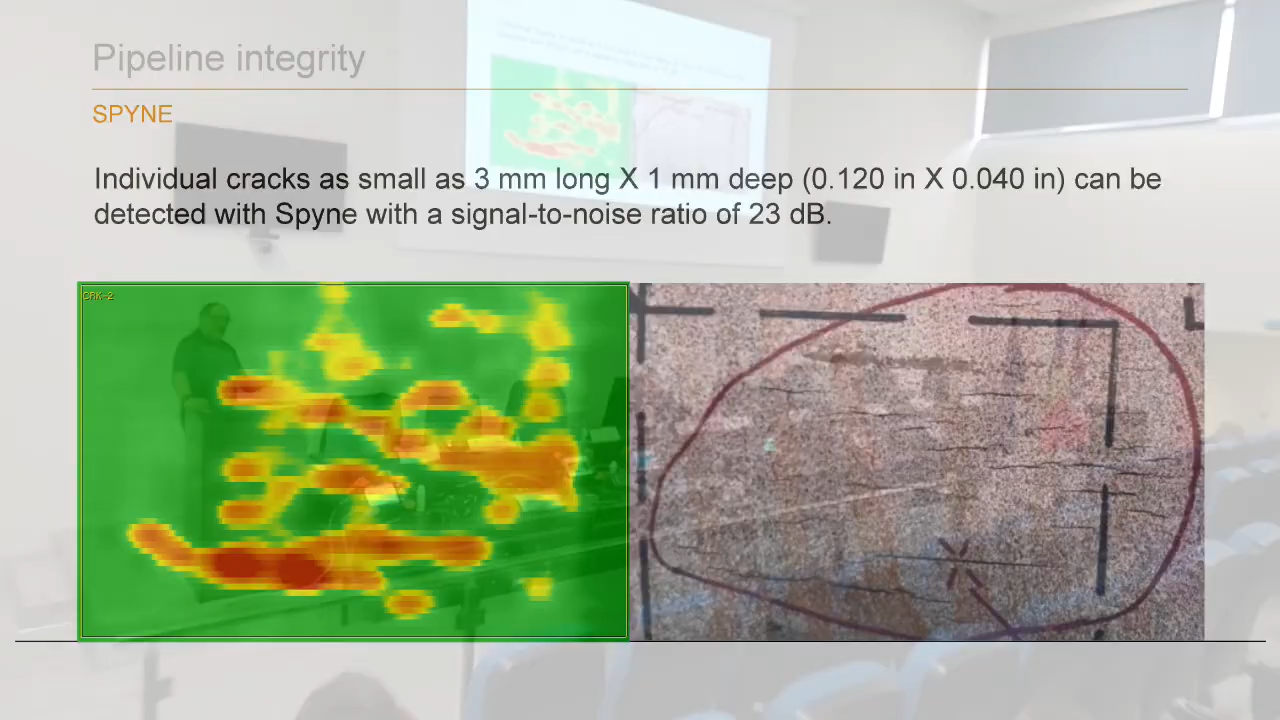 Pipeline integrity
SPYNE
Individual cracks as small as 3 mm long X 1 mm deep (0.120 in X 0.040 in) can be
detected with Spyne with a signal-to-noise ratio of 23 dB.
CRK-2